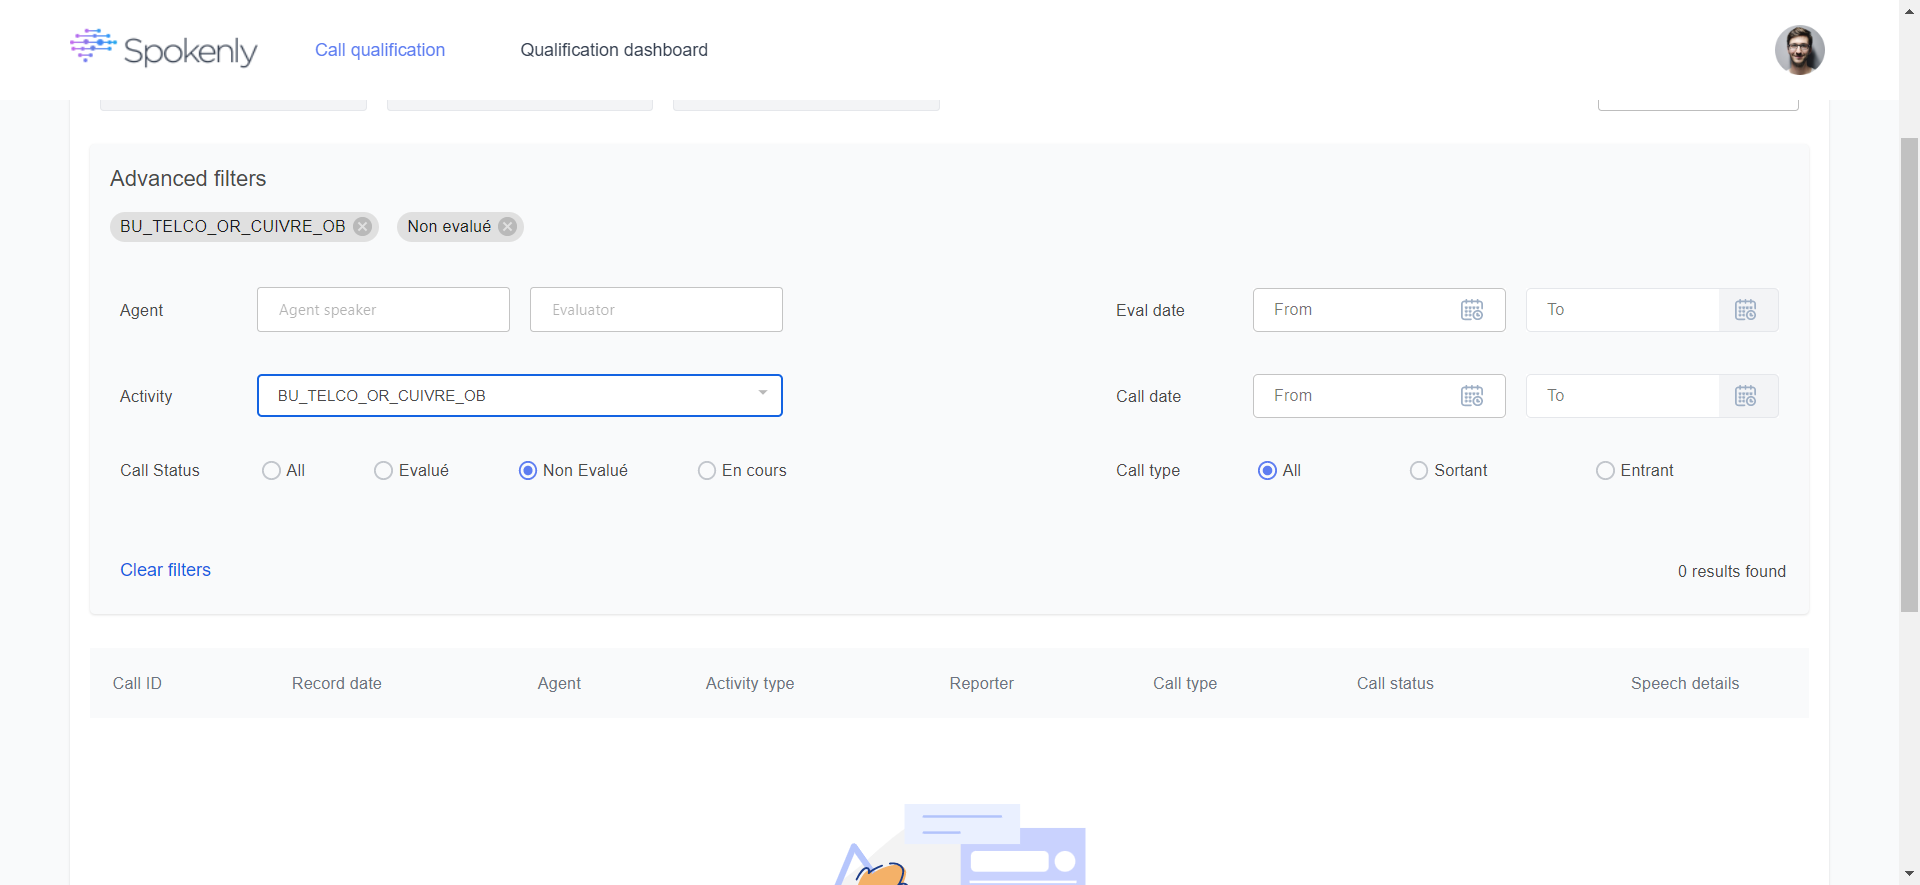 Spokenly
Call qualification
Qualification dashboard
Advanced filters
BU_TELCO_OR_CUIVRE_OB
Non evalué
Agent
Agent speaker
Evaluator
Eval date
From
To
Activity
BU_TELCO_OR_CUIVRE_OB
Call date
From
To
Call Status
All
Evalué
Non Evalué
En cours
Call type
All
Sortant
Entrant
Clear filters
0 results found
Call ID
Record date
Agent
Activity type
Reporter
Call type
Call status
Speech details